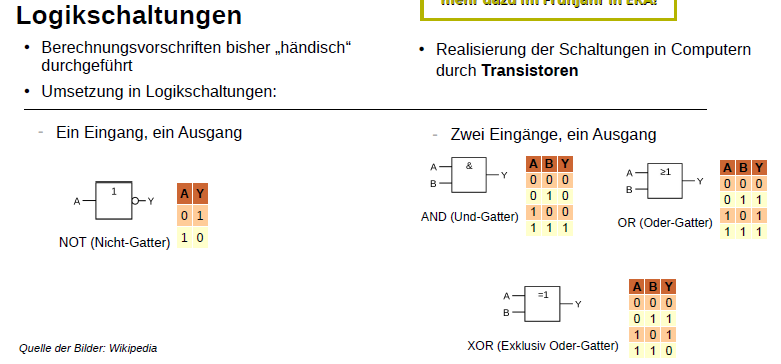 Logikschaltungen
mehr dazu im Frühjahr in ERA!
• Berechnungsvorschriften bisher „händisch“
durchgeführt
• Umsetzung in Logikschaltungen:
• Realisierung der Schaltungen in Computern
durch Transistoren
- Ein Eingang, ein Ausgang
A 1 Y
NOT (Nicht-Gatter)
A Y
0 1
1 0
- Zwei Eingänge, ein Ausgang
A B & Y
AND (Und-Gatter)
A B Y
0 0 0
0 1 0
1 0 0
1 1 1
A B ≥1 Y
OR (Oder-Gatter)
A B Y
0 0 0
0 1 1
1 0 1
1 1 1
A B =1 Y
XOR (Exklusiv Oder-Gatter)
A B Y
0 0 0
0 1 1
1 0 1
1 1 0
Quelle der Bilder: Wikipedia